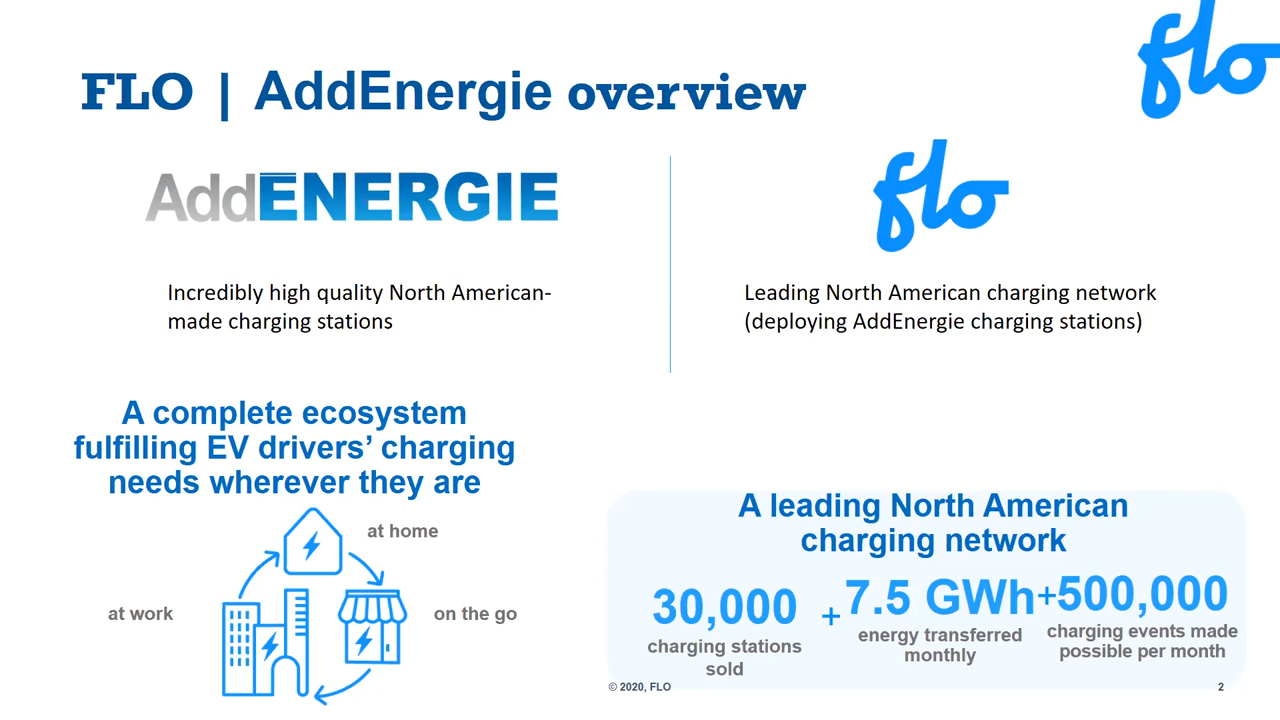 flo
FLO | AddEnergie overview
AddENERGIE
flo
Incredibly high quality North American-
made charging stations
Leading North American charging network
(deploying AddEnergie charging stations)
A complete ecosystem
fulfilling EV drivers’ charging
needs wherever they are
at home
at work
on the go
A leading North American
charging network
30,000
charging stations
sold
+
7.5 GWh
energy transferred
monthly
+
500,000
charging events made
possible per month
© 2020, FLO
2